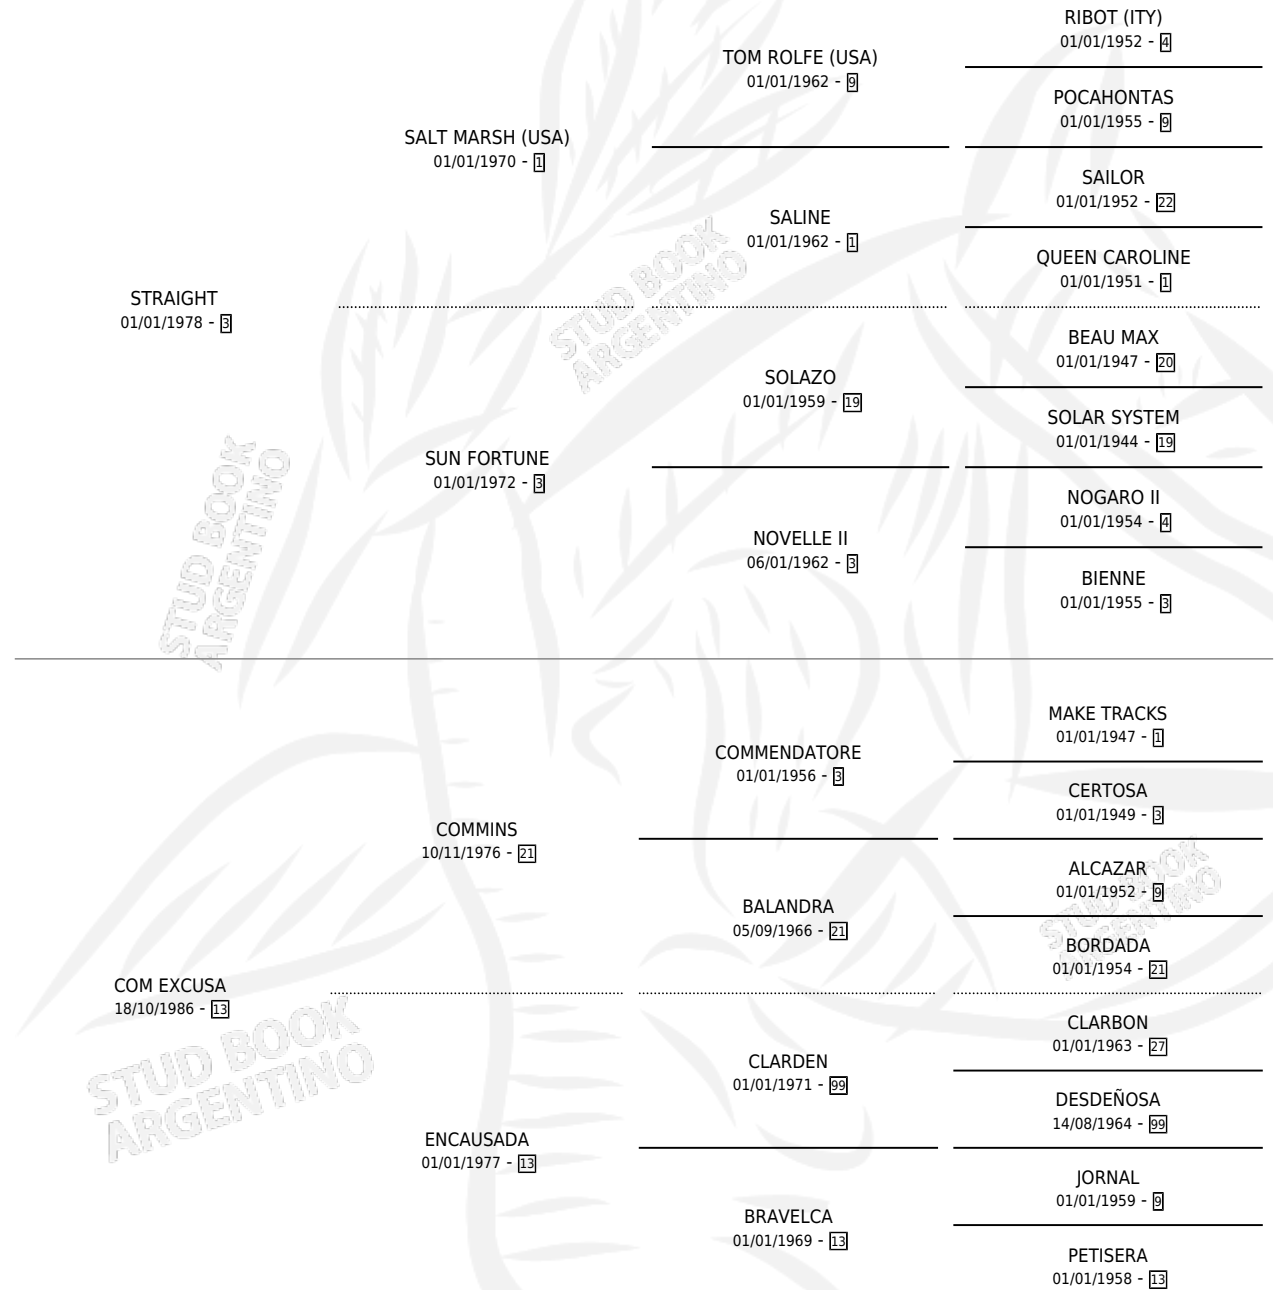 RIBOT (ITY)
01/01/1952 - 4
TOM ROLFE (USA)
01/01/1962 - 9
POCAHONTAS
01/01/1955 - 9
SALT MARSH (USA)
01/01/1970 - 1
SAILOR
01/01/1952 - 22
SALINE
01/01/1962 - 1
QUEEN CAROLINE
01/01/1951 - 1
STRAIGHT
01/01/1978 - 3
BEAU MAX
01/01/1947 - 20
SOLAZO
01/01/1959 - 19
SOLAR SYSTEM
01/01/1944 - 19
SUN FORTUNE
01/01/1972 - 3
NOGARO II
01/01/1954 - 4
NOVELLE II
06/01/1962 - 3
BIENNE
01/01/1955 - 3
MAKE TRACKS
01/01/1947 - 1
COMMENDATORE
01/01/1956 - 3
CERTOSA
01/01/1949 - 3
COMMINS
10/11/1976 - 21
ALCAZAR
01/01/1952 - 9
BALANDRA
05/09/1966 - 21
BORDADA
01/01/1954 - 21
COM EXCUSA
18/10/1986 - 13
CLARBON
01/01/1963 - 27
CLARDEN
01/01/1971 - 99
DESDEÑOSA
14/08/1964 - 99
ENCAUSADA
01/01/1977 - 13
JORNAL
01/01/1959 - 9
BRAVELCA
01/01/1969 - 13
PETISERA
01/01/1958 - 13
STUD BOOK
ARGENTINO
STUD BOOK
ARGENTINO
STUD BOOK
ARGENTINO
STUD BOOK
ARGENTINO